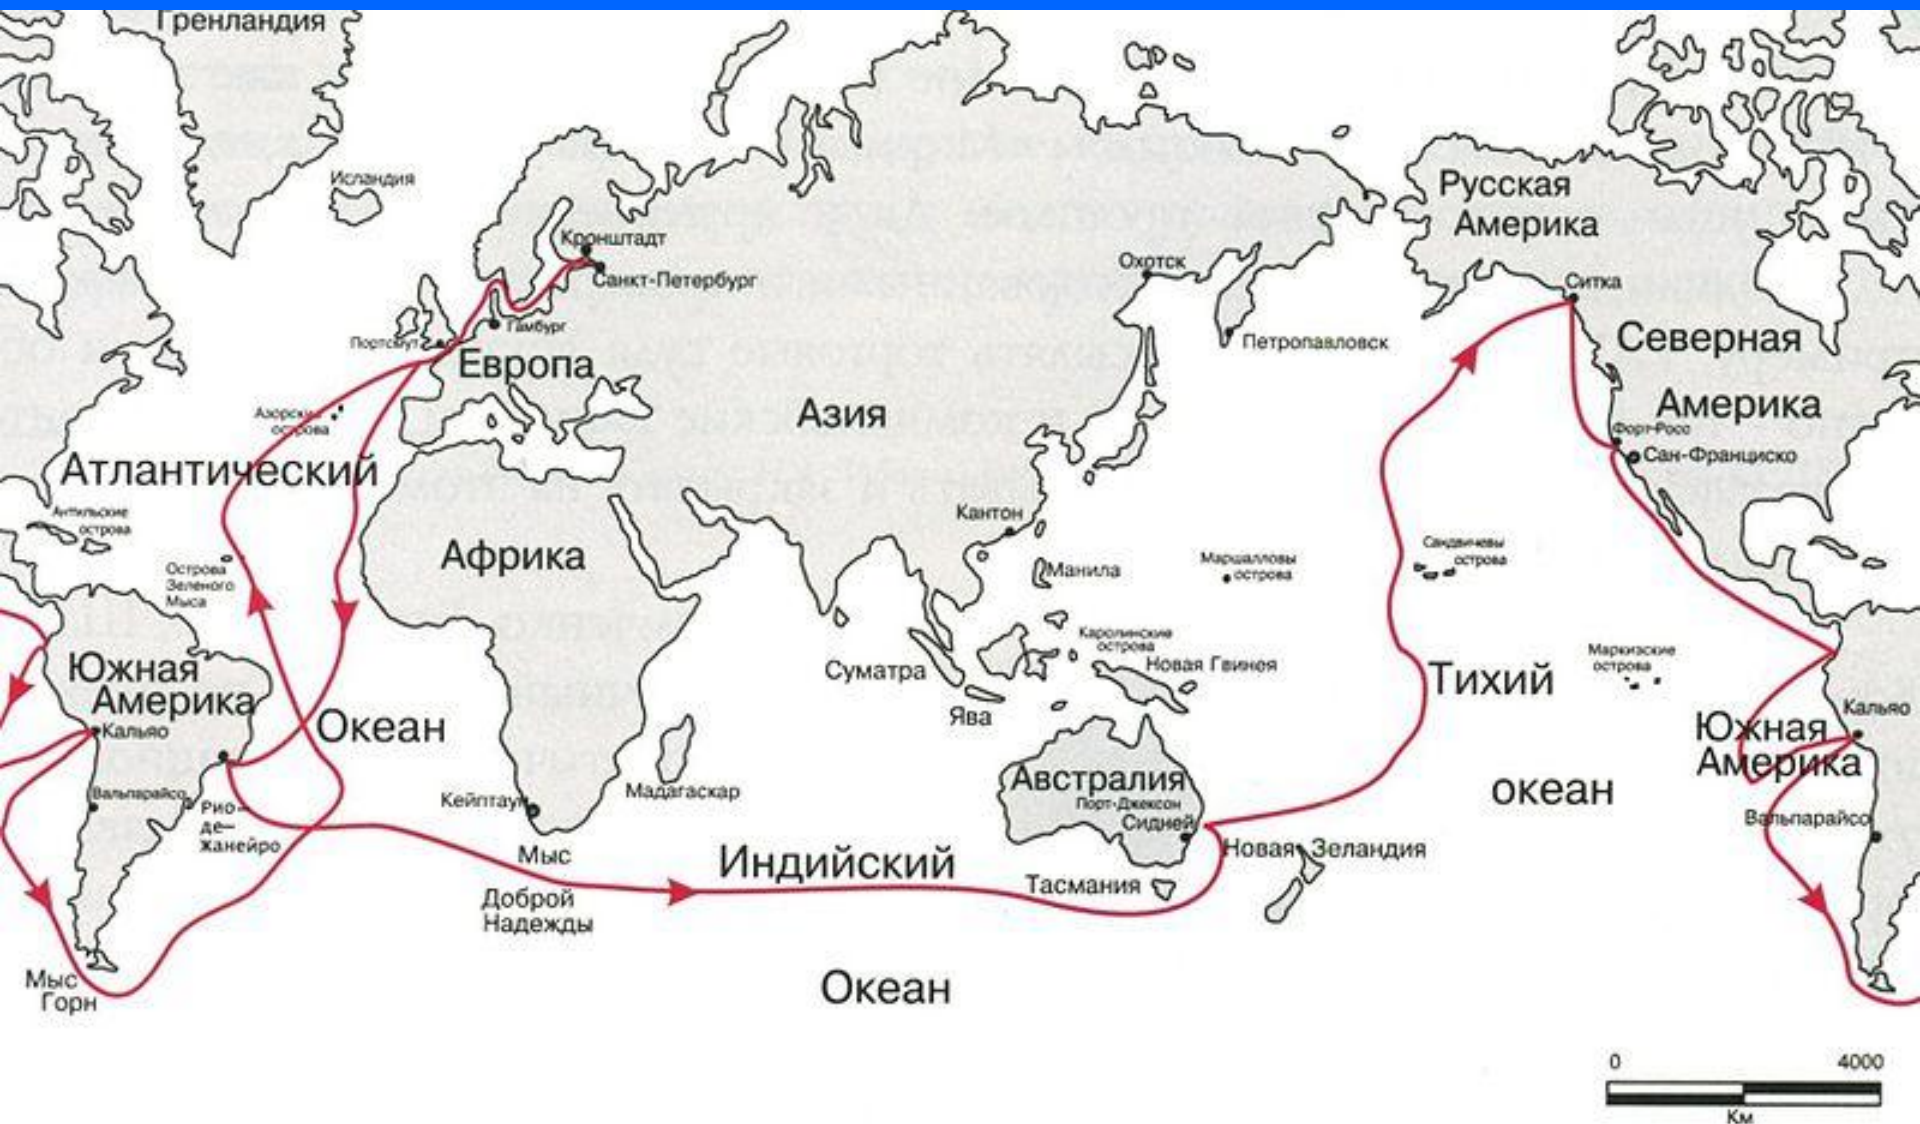 Гренландия
Исландия
Русская
Америка
Кронштадт
Охотск
Санкт-Петербург
Ситка
Гамбург
Портсмут
Петропавловск
Северная
Европа
Азия
Америка
Азорские
острова
Форт-Росс
Сан-Франциско
Атлантический
Антильские
острова
Кантон
Африка
Сандвичевы
острова
Маршалловы
острова
Манила
Острова
Зеленого
Мыса
Каролинские
острова
Маркизские
острова
Новая Гвинея
Южная
Америка
Суматра
Тихий
Ява
Кальяо
Океан
Кальяо
Южная
Америка
Австралия
океан
Мадагаскар
Кейптаун
Вальпарайсо
Рио-
де-
Жанейро
Порт-Джексон
Сидней
Вальпарайсо
Мыс
Доброй
Надежды
Индийский
Новая Зеландия
Тасмания
Мыс
Горн
Океан
0 4000
Км